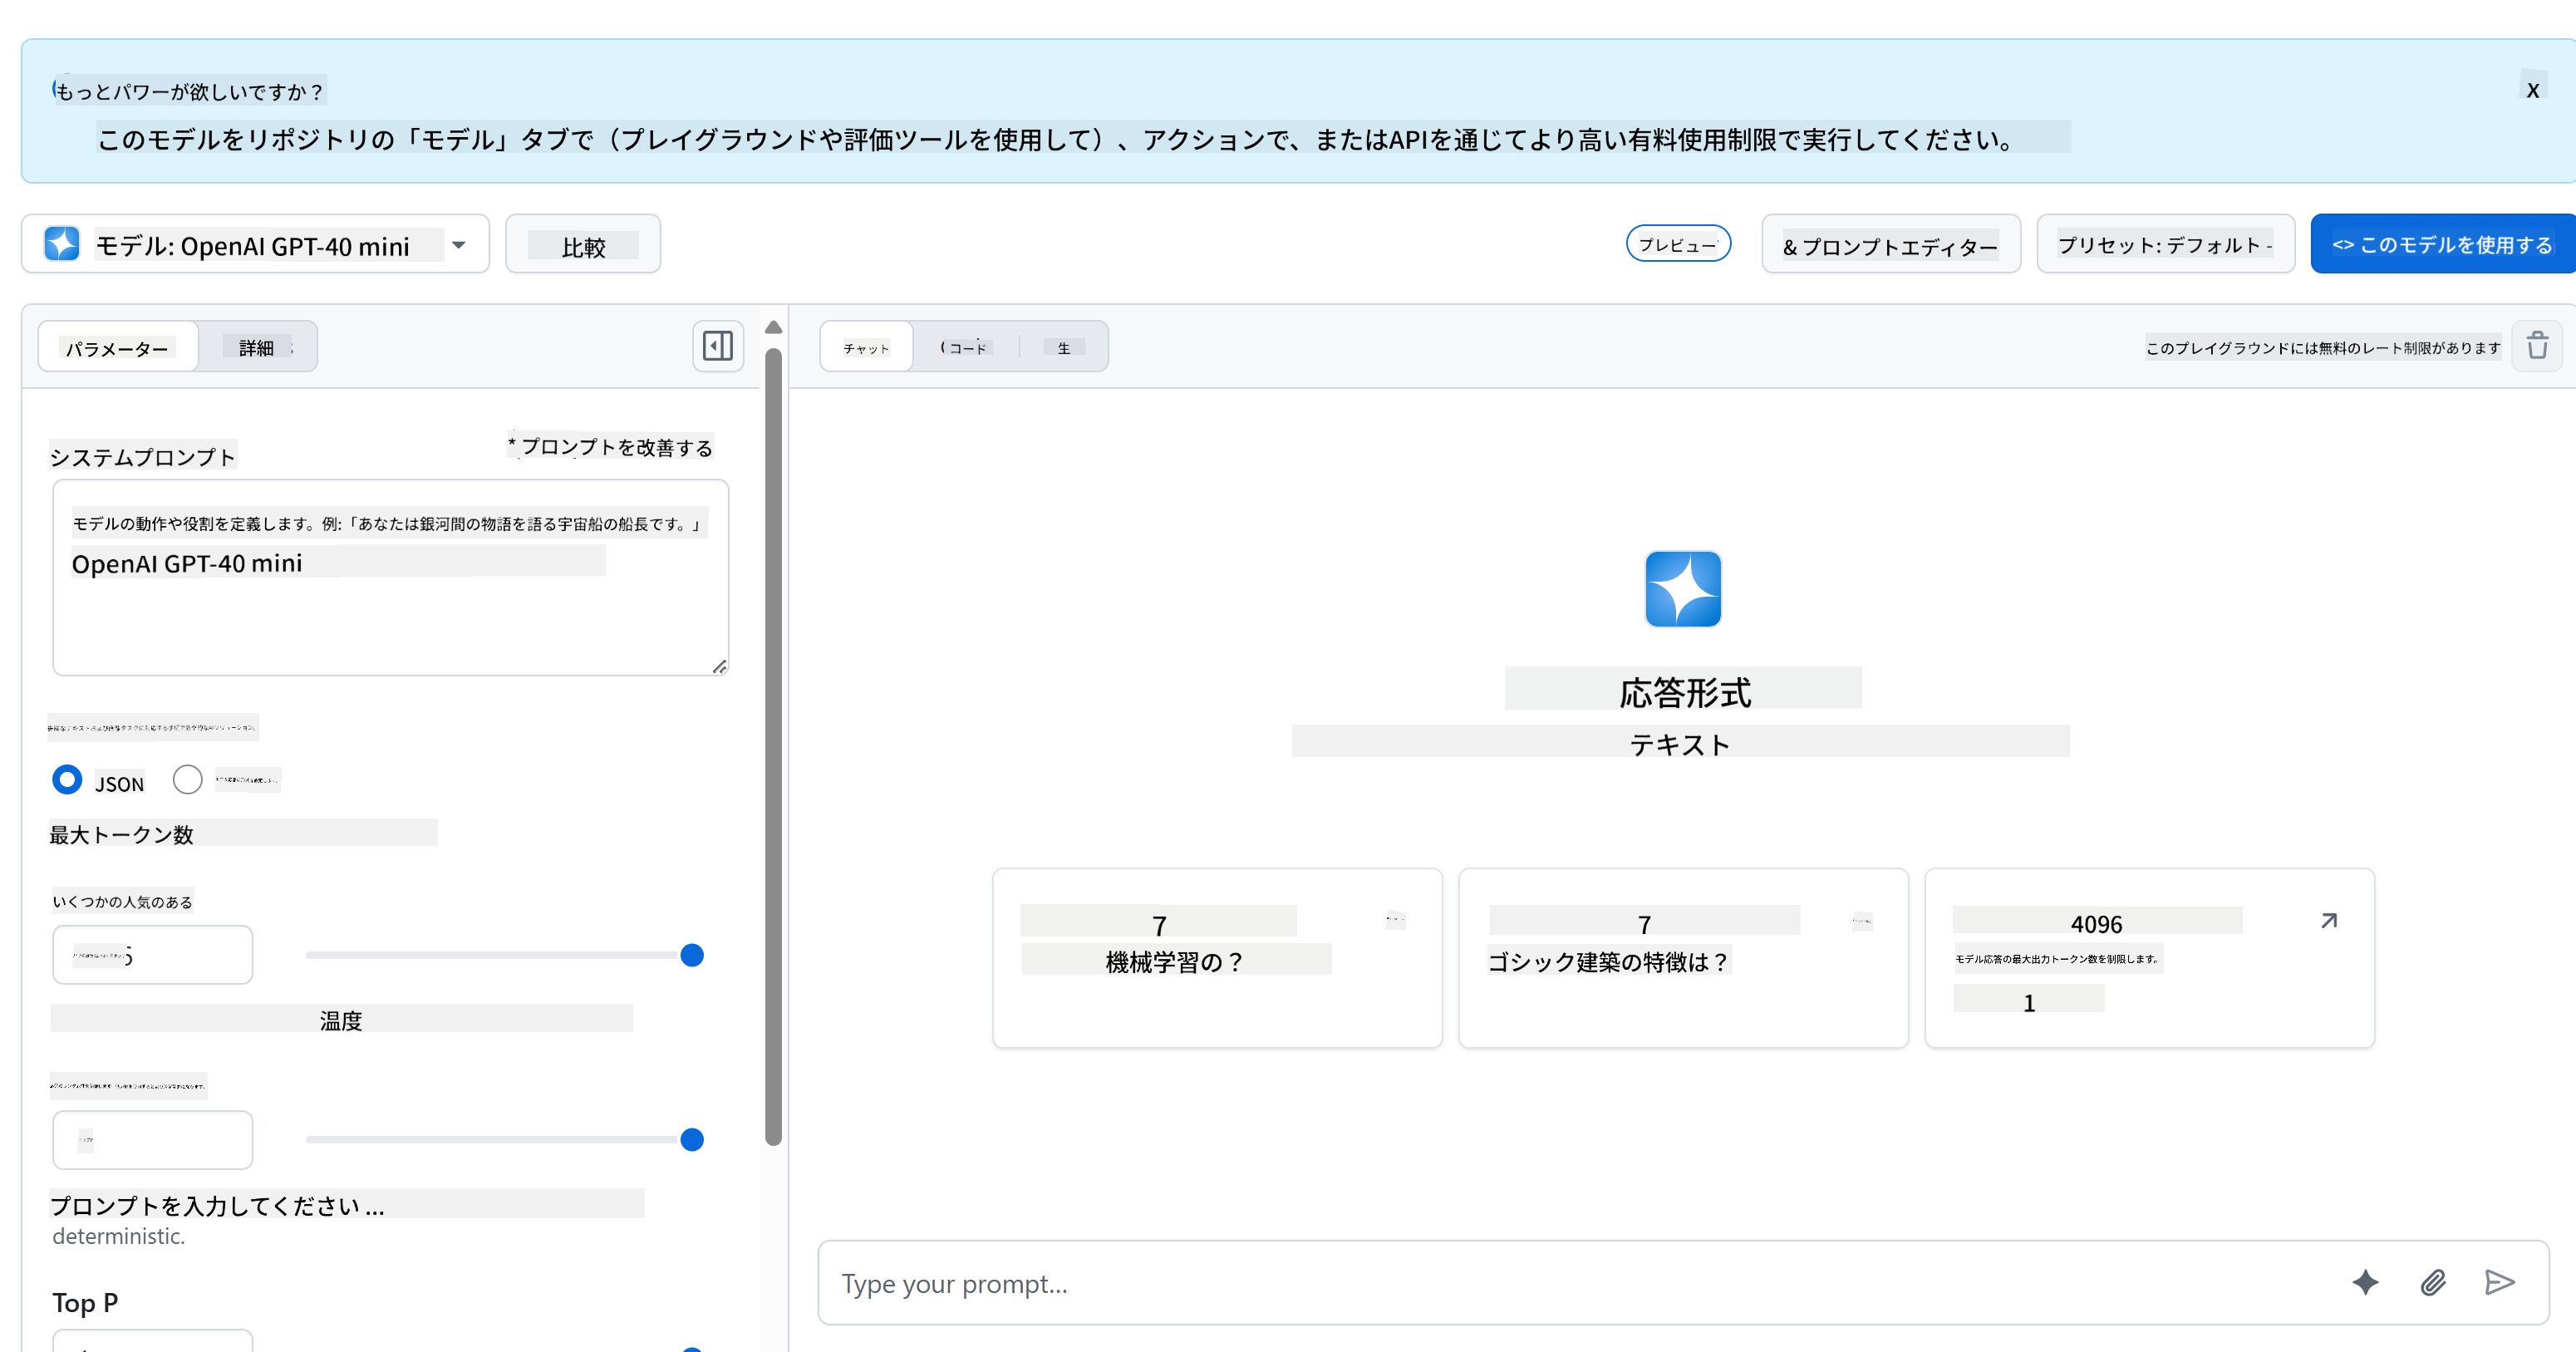 もっとパワーが欲しいですか？
X
このモデルをリポジトリの「モデル」タブで（プレイグラウンドや評価ツールを使用して）、アクションで、またはAPIを通じてより高い有料使用制限で実行してください。
モデル: OpenAI GPT-40 mini
比較
プレビュー
& プロンプトエディター
プリセット: デフォルト -
<> このモデルを使用する
パラメーター
詳細
チャット
コード
生
このプレイグラウンドには無料のレート制限があります
システムプロンプト
* プロンプトを改善する
モデルの動作や役割を定義します。例:「あなたは銀河間の物語を語る宇宙船の船長です。」
OpenAI GPT-40 mini
JSON
最大トークン数
いくつかの人気のある
温度
プロンプトを入力してください ...
deterministic.
Top P
応答形式
テキスト
7
機械学習の？
7
ゴシック建築の特徴は？
4096
モデル応答の最大出力トークン数を制限します。
1
Type your prompt...